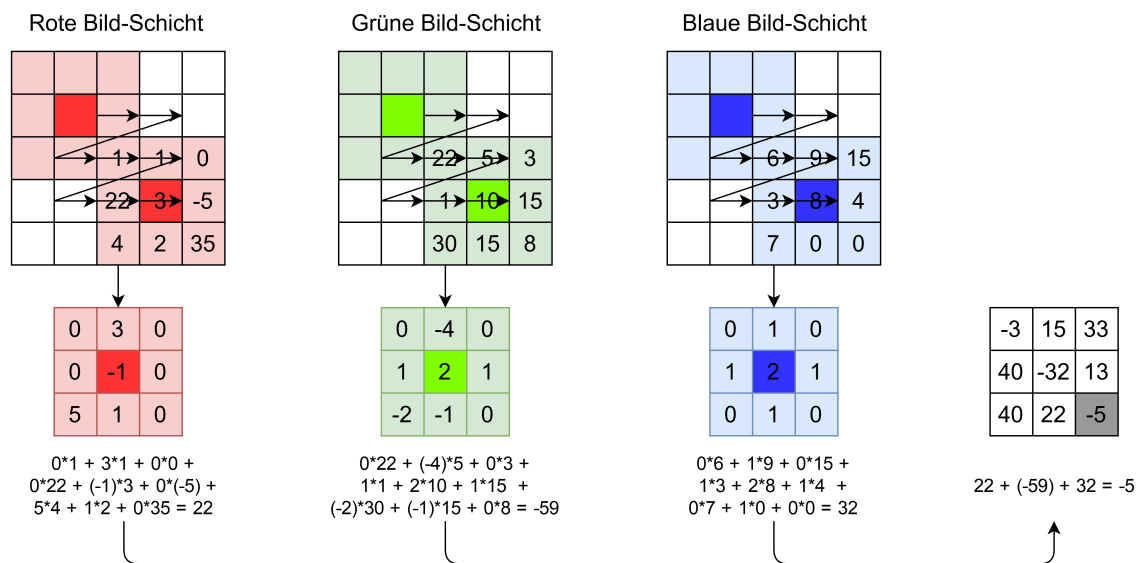 Rote Bild-Schicht
Grüne Bild-Schicht
Blaue Bild-Schicht
1 1 0
22 3 -5
4 2 35
22 5 3
1 10 15
30 15 8
6 9 15
3 8 4
7 0 0
0 3 0
0 -1 0
5 1 0
0 -4 0
1 2 1
-2 -1 0
0 1 0
1 2 1
0 1 0
-3 15 33
40 -32 13
40 22 -5
0*1 + 3*1 + 0*0 +
0*22 + (-1)*3 + 0*(-5) +
5*4 + 1*2 + 0*35 = 22
0*22 + (-4)*5 + 0*3 +
1*1 + 2*10 + 1*15 +
(-2)*30 + (-1)*15 + 0*8 = -59
0*6 + 1*9 + 0*15 +
1*3 + 2*8 + 1*4 +
0*7 + 1*0 + 0*0 = 32
22 + (-59) + 32 = -5